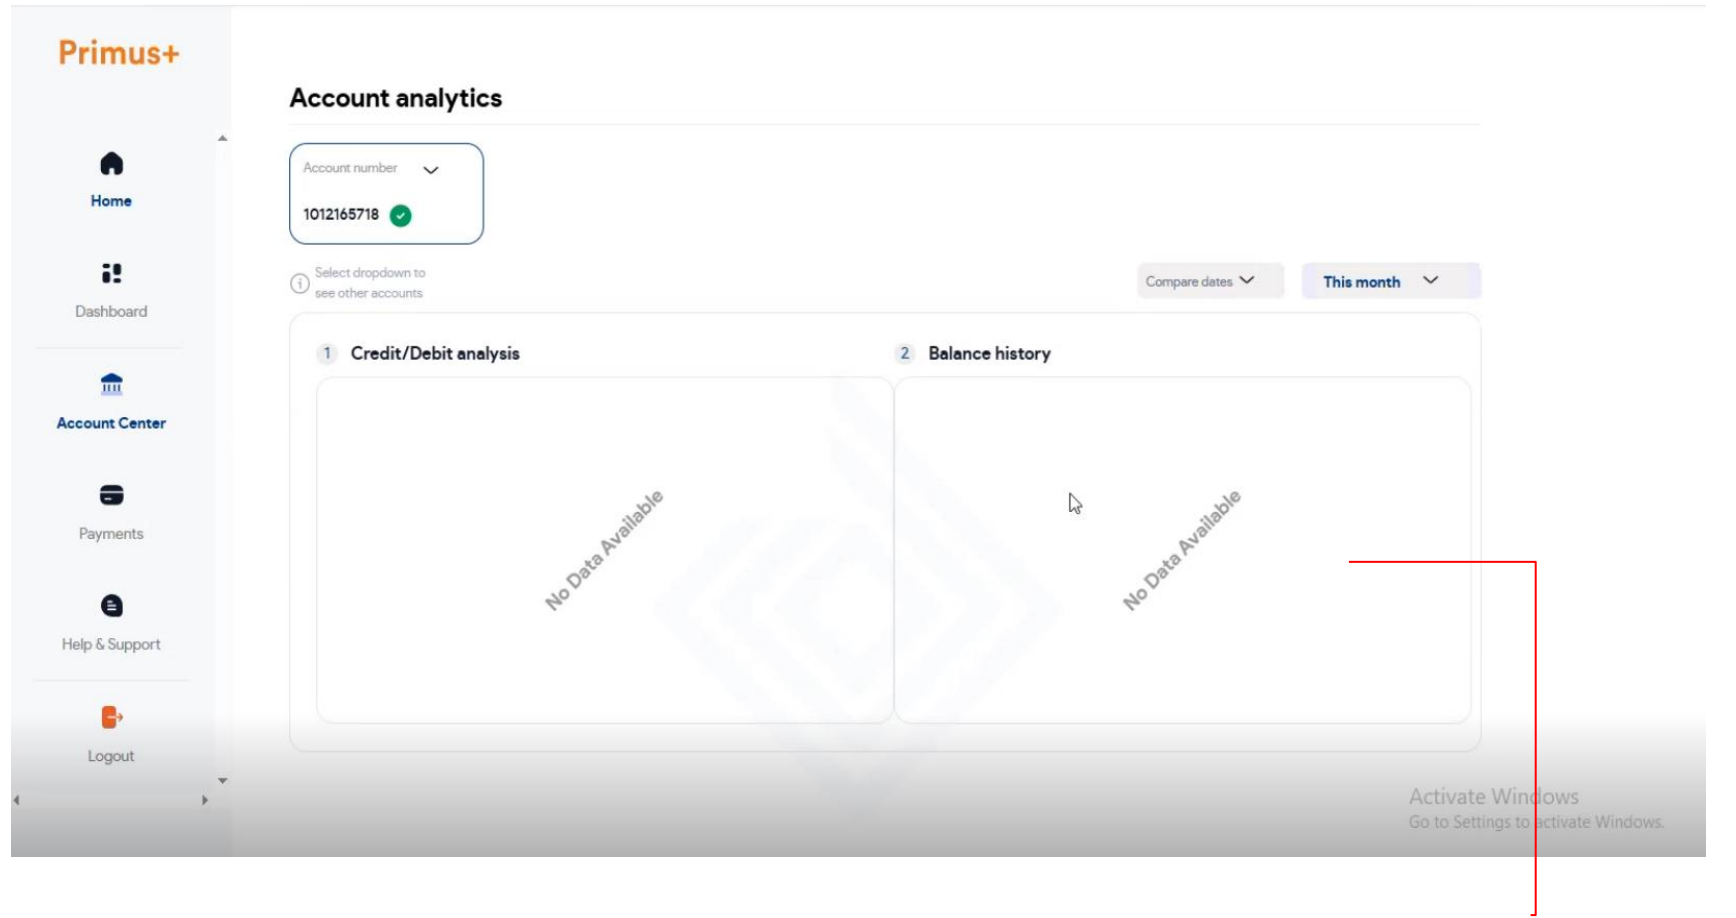 Primus+
Account analytics
Home
Account number
1012165718
Dashboard
Select dropdown to
see other accounts
Compare dates
This month
1 Credit/Debit analysis
2 Balance history
Account Center
No Data Available
No Data Available
Payments
Help & Support
Logout
Activate Windows
Go to Settings to activate Windows.